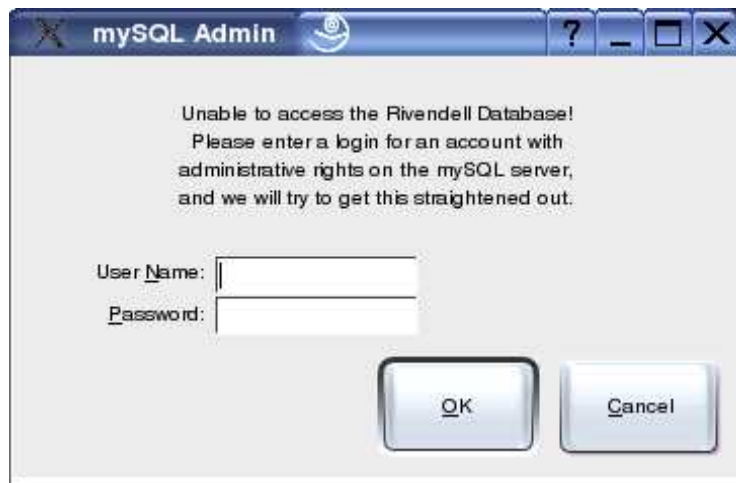 mySQL Admin
Unable to access the Rivendell Database!
Please enter a login for an account with
administrative rights on the mySQL server,
and we will try to get this straightened out.
User Name:
Password:
OK
Cancel